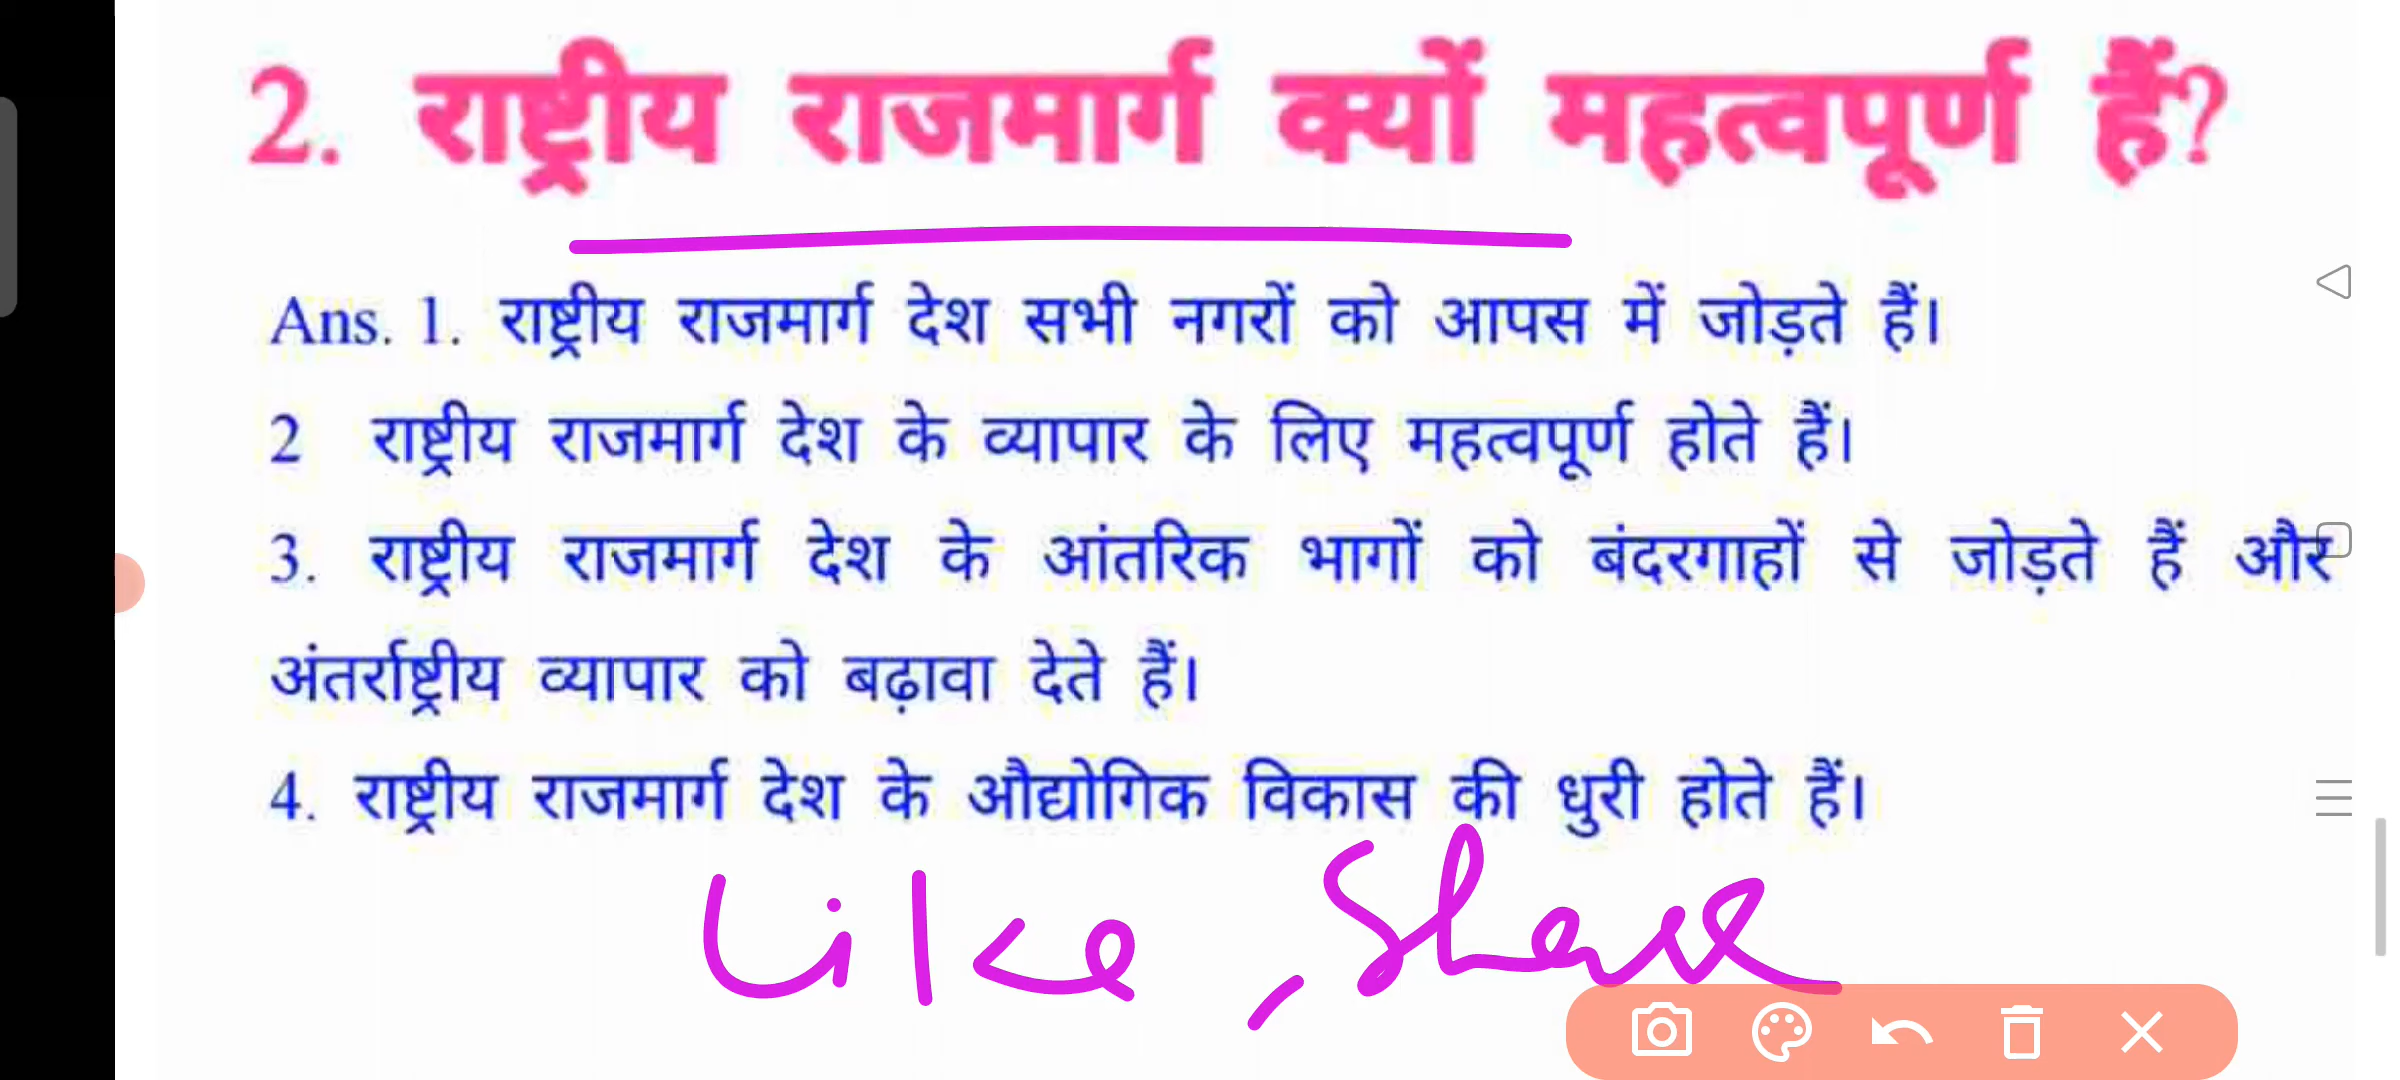 2. राष्ट्रीय राजमार्ग क्यों महत्वपूर्ण हैं?
Ans. 1. राष्ट्रीय राजमार्ग देश सभी नगरों को आपस में जोड़ते हैं।
2 राष्ट्रीय राजमार्ग देश के व्यापार के लिए महत्वपूर्ण होते हैं।
3. राष्ट्रीय राजमार्ग देश के आंतरिक भागों को बंदरगाहों से जोड़ते हैं और
अंतर्राष्ट्रीय व्यापार को बढ़ावा देते हैं।
4. राष्ट्रीय राजमार्ग देश के औद्योगिक विकास की धुरी होते हैं।
Like, Share